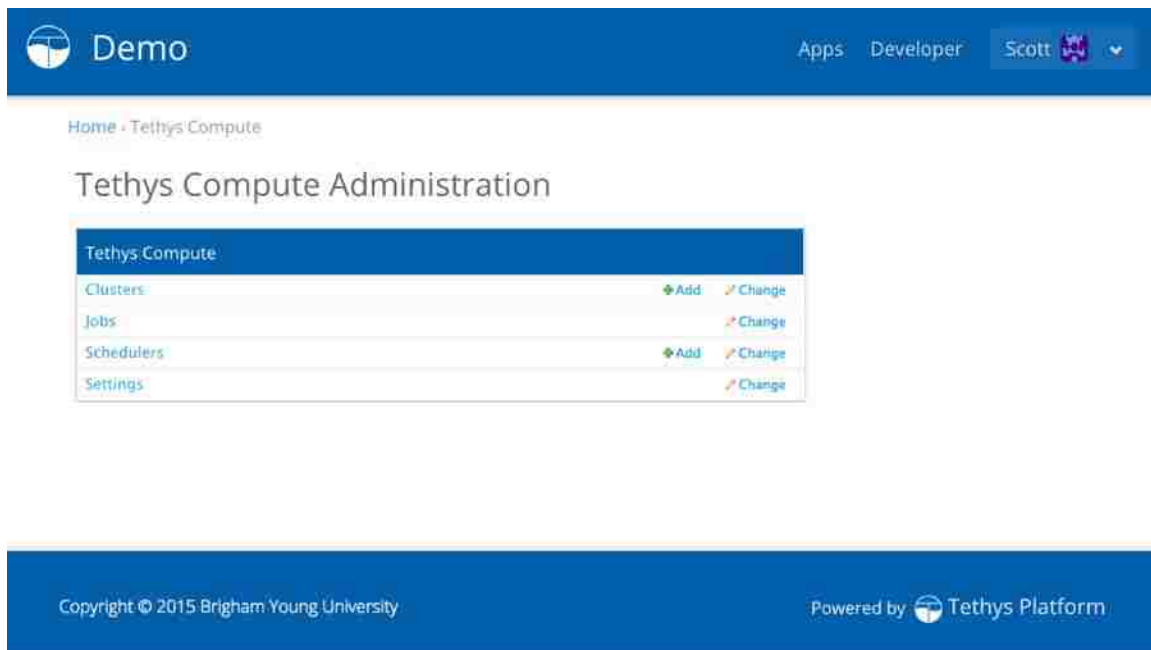 Demo Apps Developer Scott
Home › Tethys Compute
Tethys Compute Administration
Tethys Compute
Clusters Add Change
Jobs Change
Schedulers Add Change
Settings Change
Copyright © 2015 Brigham Young University Powered by Tethys Platform